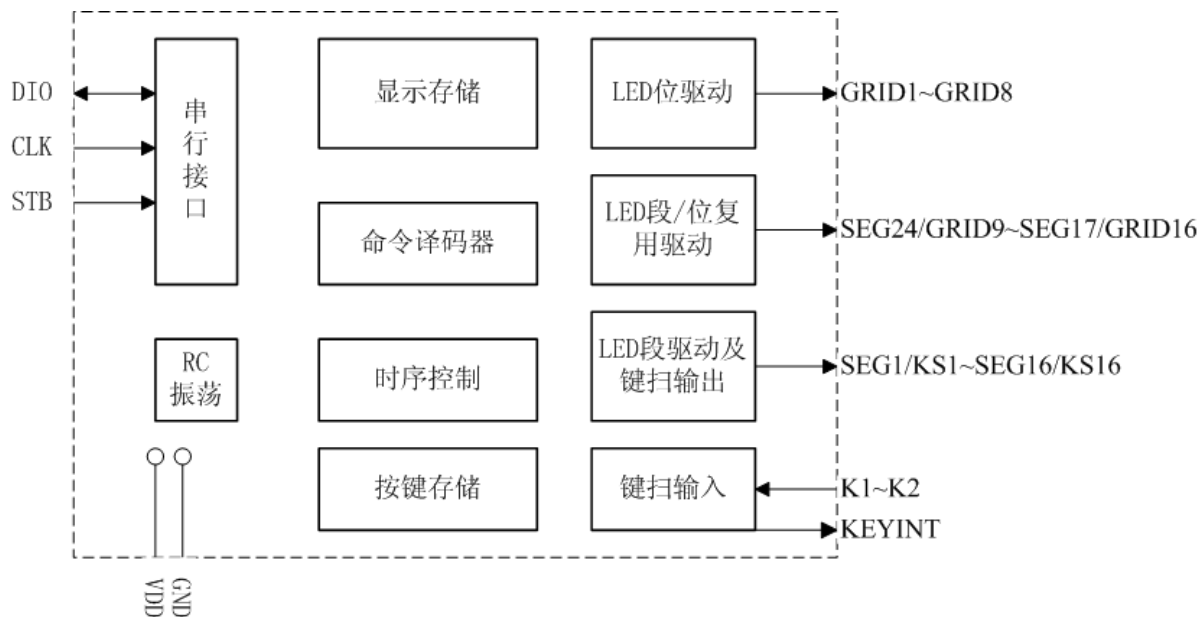 显示存储
LED位驱动
DIO
GRID1~GRID8
串
行
接
口
CLK
STB
LED段/位复
用驱动
SEG24/GRID9~SEG17/GRID16
命令译码器
RC
振荡
时序控制
LED段驱动及
键扫输出
SEG1/KS1~SEG16/KS16
按键存储
键扫输入
K1~K2
KEYINT
VDD
GND